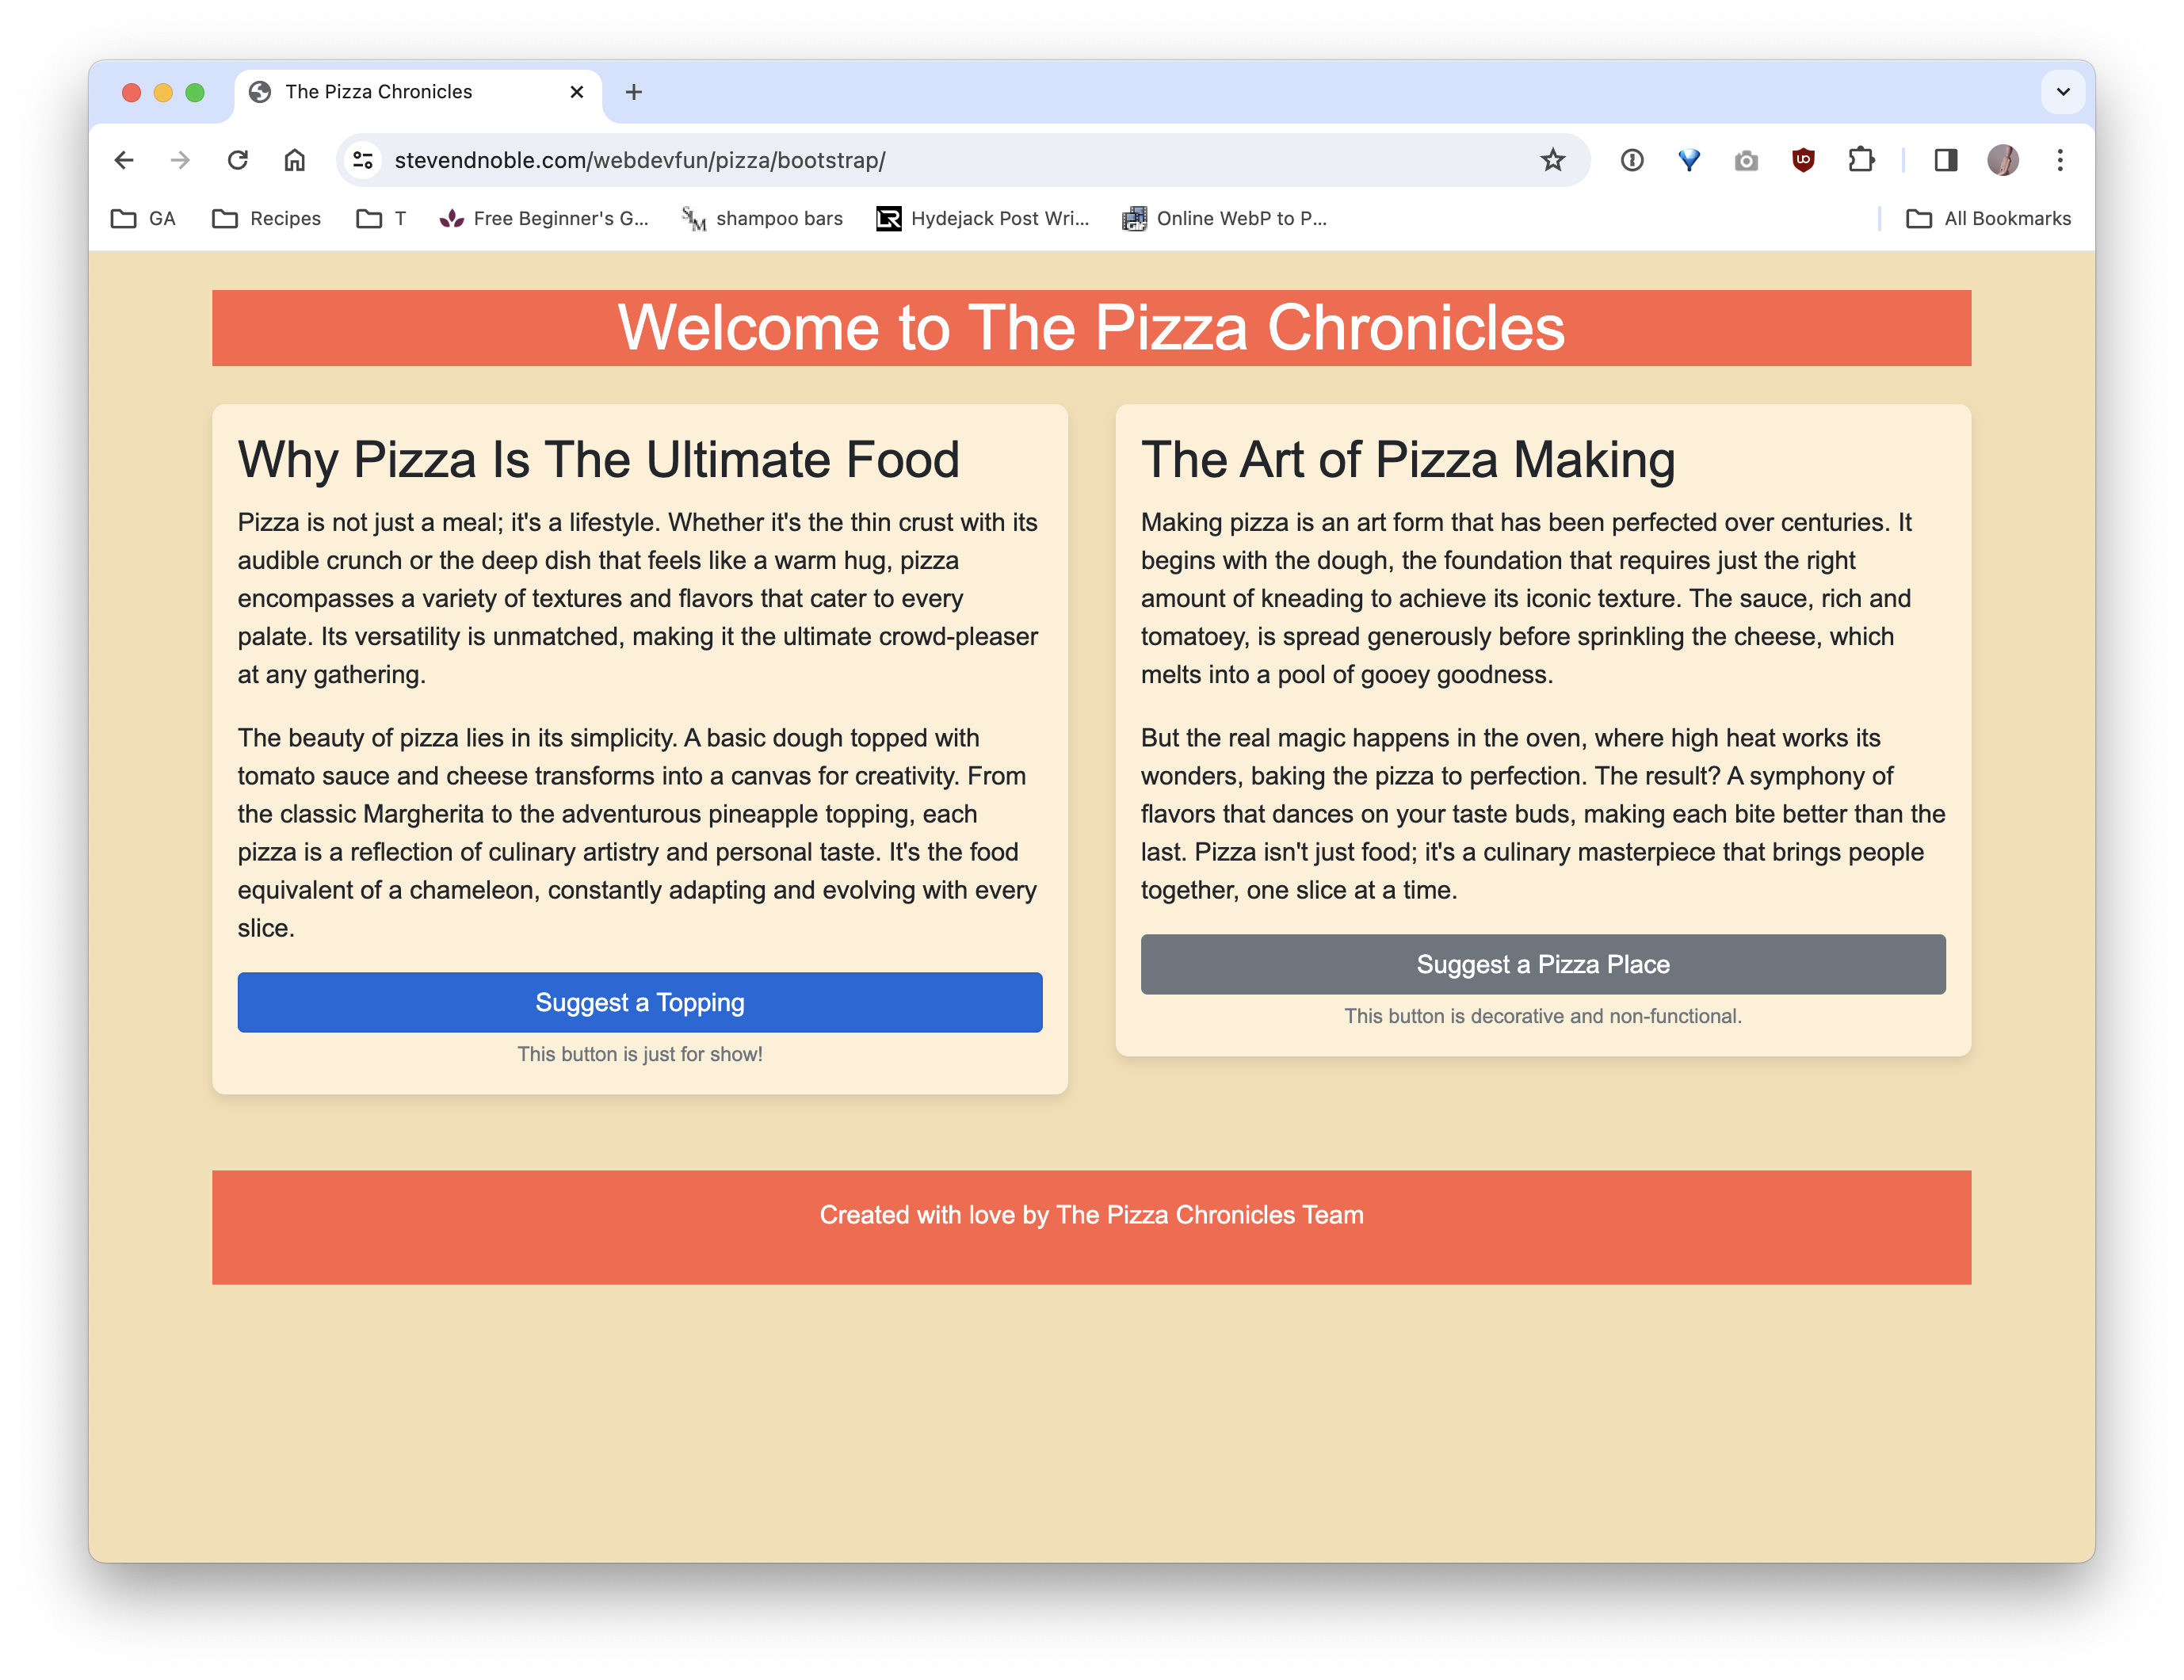 The Pizza Chronicles
stevendnoble.com/webdevfun/pizza/bootstrap/
GA
Recipes
T
Free Beginner's G...
shampoo bars
Hydejack Post Wri...
Online WebP to P...
All Bookmarks
Welcome to The Pizza Chronicles
Why Pizza Is The Ultimate Food
Pizza is not just a meal; it's a lifestyle. Whether it's the thin crust with its
audible crunch or the deep dish that feels like a warm hug, pizza
encompasses a variety of textures and flavors that cater to every
palate. Its versatility is unmatched, making it the ultimate crowd-pleaser
at any gathering.
The beauty of pizza lies in its simplicity. A basic dough topped with
tomato sauce and cheese transforms into a canvas for creativity. From
the classic Margherita to the adventurous pineapple topping, each
pizza is a reflection of culinary artistry and personal taste. It's the food
equivalent of a chameleon, constantly adapting and evolving with every
slice.
Suggest a Topping
This button is just for show!
The Art of Pizza Making
Making pizza is an art form that has been perfected over centuries. It
begins with the dough, the foundation that requires just the right
amount of kneading to achieve its iconic texture. The sauce, rich and
tomatoey, is spread generously before sprinkling the cheese, which
melts into a pool of gooey goodness.
But the real magic happens in the oven, where high heat works its
wonders, baking the pizza to perfection. The result? A symphony of
flavors that dances on your taste buds, making each bite better than the
last. Pizza isn't just food; it's a culinary masterpiece that brings people
together, one slice at a time.
Suggest a Pizza Place
This button is decorative and non-functional.
Created with love by The Pizza Chronicles Team